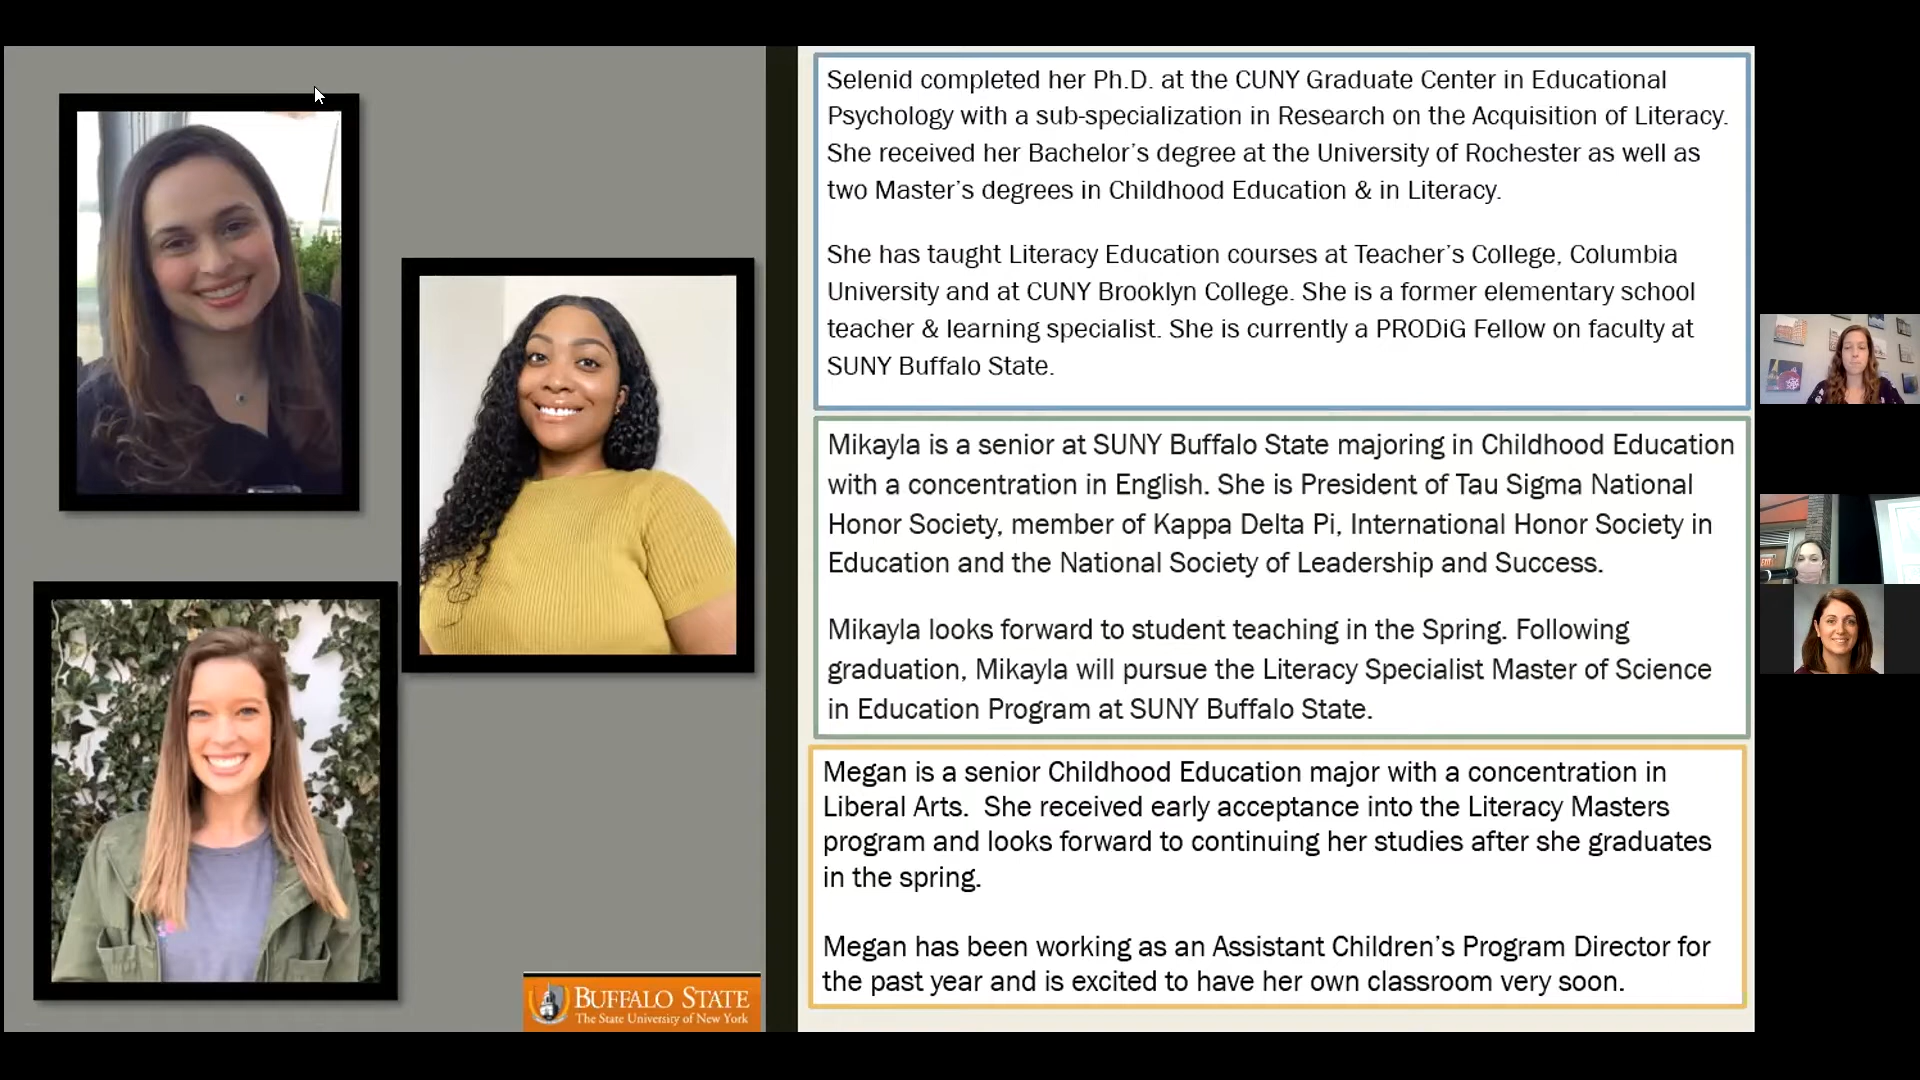 Selenid completed her Ph.D. at the CUNY Graduate Center in Educational
Psychology with a sub-specialization in Research on the Acquisition of Literacy.
She received her Bachelor’s degree at the University of Rochester as well as
two Master’s degrees in Childhood Education & in Literacy.
She has taught Literacy Education courses at Teacher’s College, Columbia
University and at CUNY Brooklyn College. She is a former elementary school
teacher & learning specialist. She is currently a PRODiG Fellow on faculty at
SUNY Buffalo State.
Mikayla is a senior at SUNY Buffalo State majoring in Childhood Education
with a concentration in English. She is President of Tau Sigma National
Honor Society, member of Kappa Delta Pi, International Honor Society in
Education and the National Society of Leadership and Success.
Mikayla looks forward to student teaching in the Spring. Following
graduation, Mikayla will pursue the Literacy Specialist Master of Science
in Education Program at SUNY Buffalo State.
Megan is a senior Childhood Education major with a concentration in
Liberal Arts.  She received early acceptance into the Literacy Masters
program and looks forward to continuing her studies after she graduates
in the spring.
Megan has been working as an Assistant Children’s Program Director for
the past year and is excited to have her own classroom very soon.
BUFFALO STATE
The State University of New York